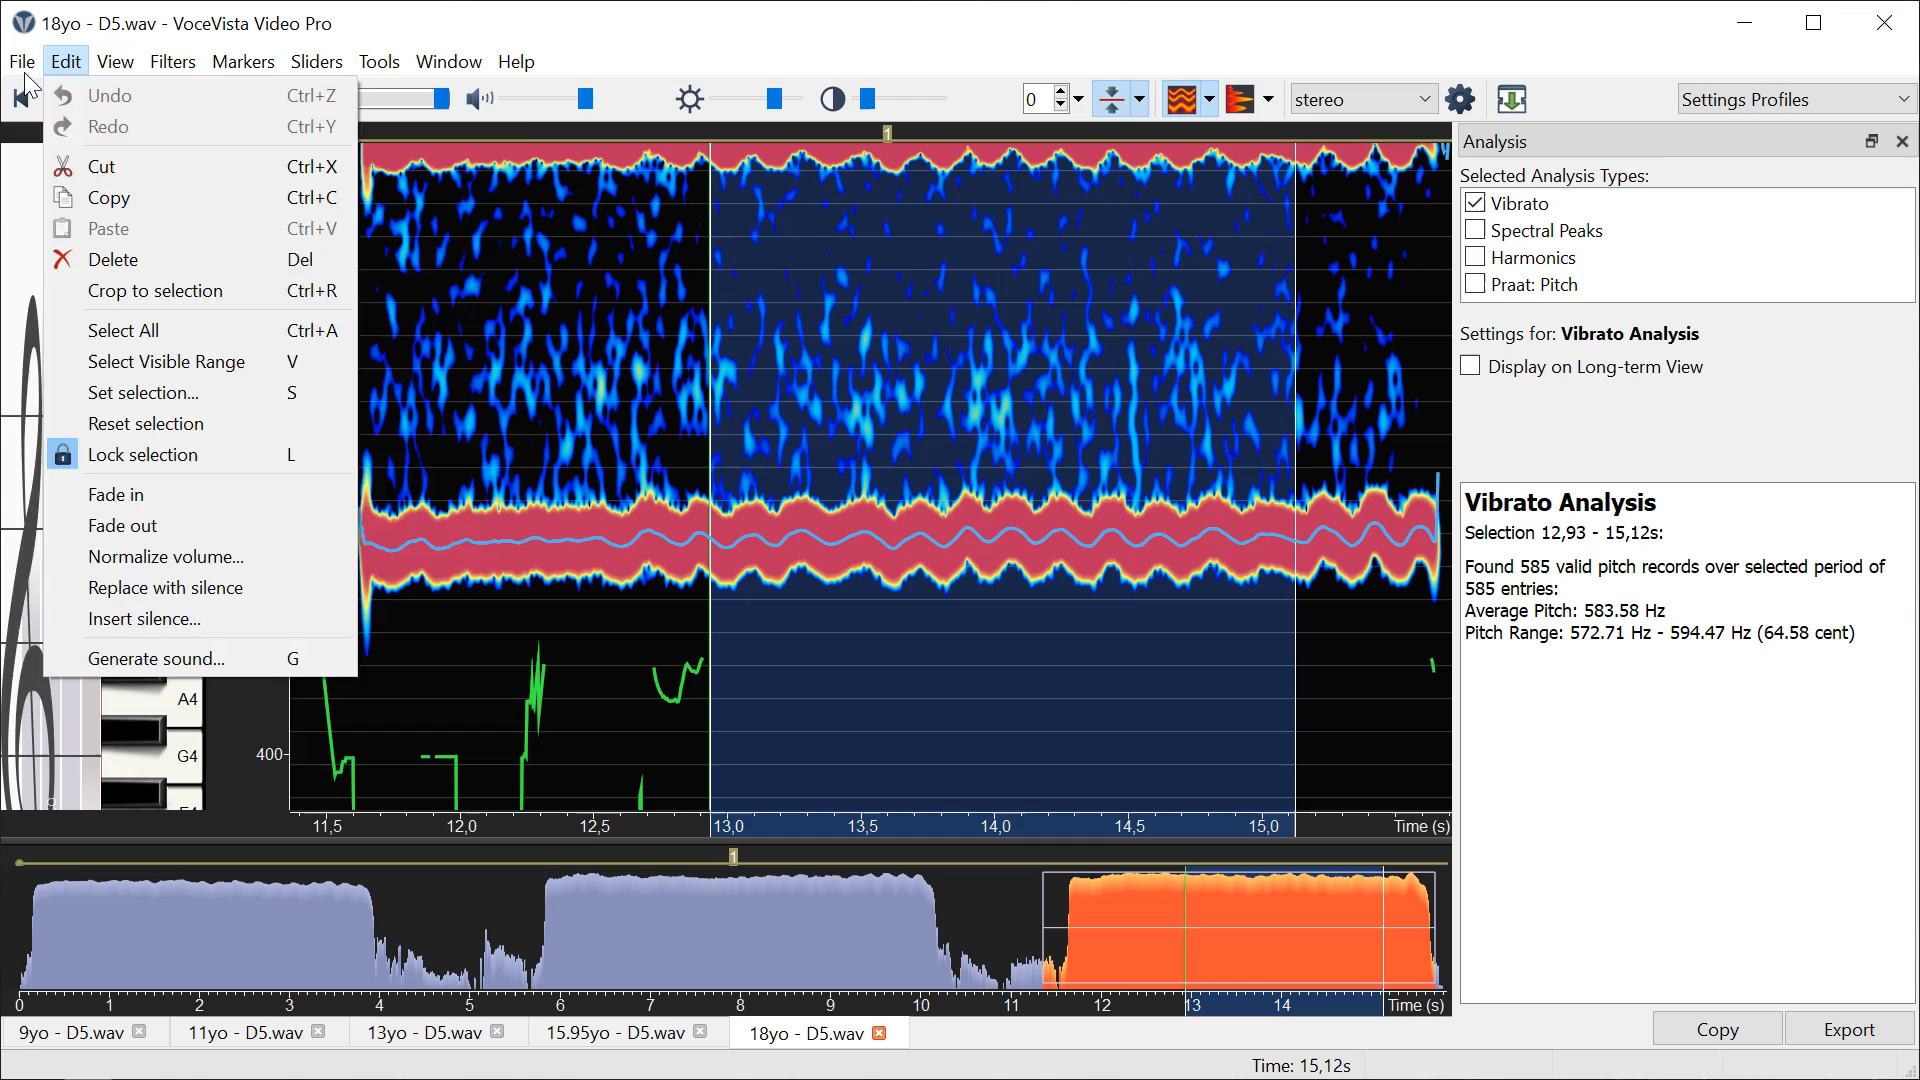 18yo - D5.wav - VoceVista Video Pro
File Edit View Filters Markers Sliders Tools Window Help
0 stereo Settings Profiles
Undo Ctrl+Z
Redo Ctrl+Y
Cut Ctrl+X
Copy Ctrl+C
Paste Ctrl+V
Delete Del
Crop to selection Ctrl+R
Select All Ctrl+A
Select Visible Range V
Set selection... S
Reset selection
Lock selection L
Fade in
Fade out
Normalize volume...
Replace with silence
Insert silence...
Generate sound... G
1
A4
G4
400
11,5 12,0 12,5 13,0 13,5 14,0 14,5 15,0 Time (s)
1
0 1 2 3 4 5 6 7 8 9 10 11 12 13 14 Time (s)
9yo - D5.wav 11yo - D5.wav 13yo - D5.wav 15.95yo - D5.wav 18yo - D5.wav
Analysis
Selected Analysis Types:
Vibrato
Spectral Peaks
Harmonics
Praat: Pitch
Settings for: Vibrato Analysis
Display on Long-term View
Vibrato Analysis
Selection 12,93 - 15,12s:
Found 585 valid pitch records over selected period of
585 entries:
Average Pitch: 583.58 Hz
Pitch Range: 572.71 Hz - 594.47 Hz (64.58 cent)
Copy Export
Time: 15,12s